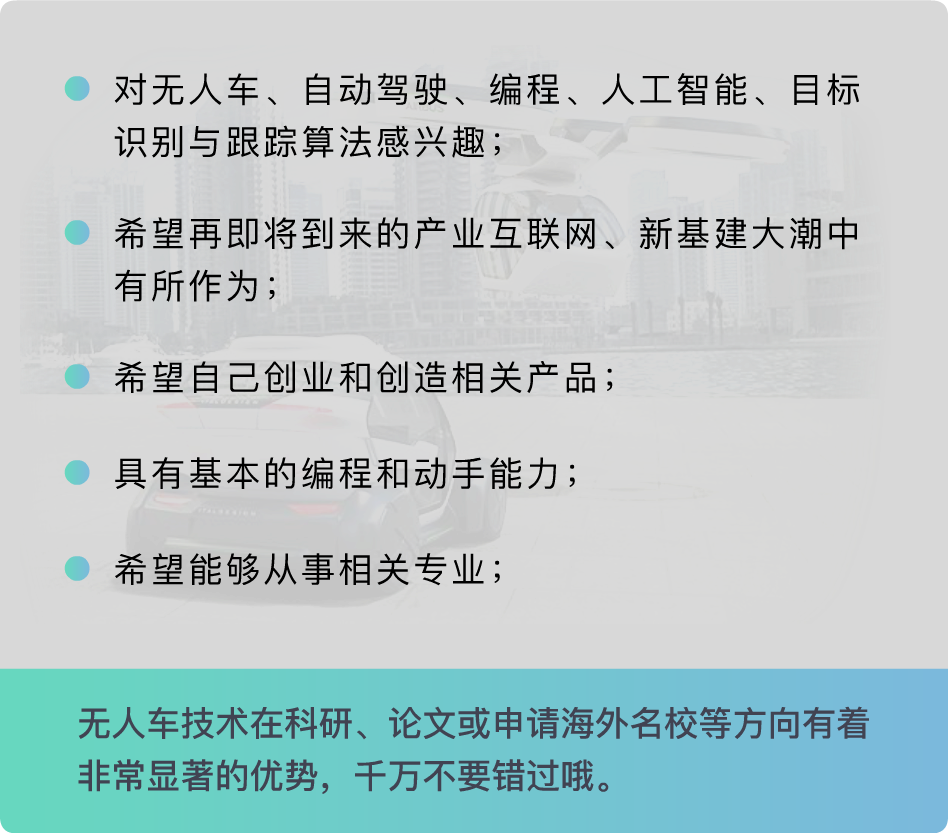 对无人车、自动驾驶、编程、人工智能、目标
识别与跟踪算法感兴趣；
希望再即将到来的产业互联网、新基建大潮中
有所作为；
希望自己创业和创造相关产品；
具有基本的编程和动手能力；
希望能够从事相关专业；
无人车技术在科研、论文或申请海外名校等方向有着
非常显著的优势，千万不要错过哦。